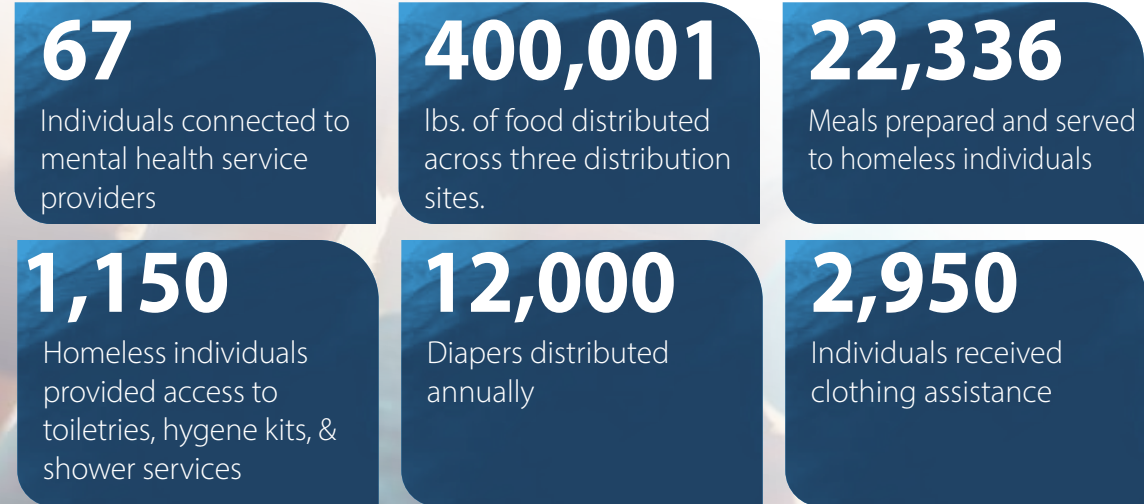 67
Individuals connected to
mental health service
providers
400,001
lbs. of food distributed
across three distribution
sites.
22,336
Meals prepared and served
to homeless individuals
1,150
Homeless individuals
provided access to
toiletries, hygene kits, &
shower services
12,000
Diapers distributed
annually
2,950
Individuals received
clothing assistance